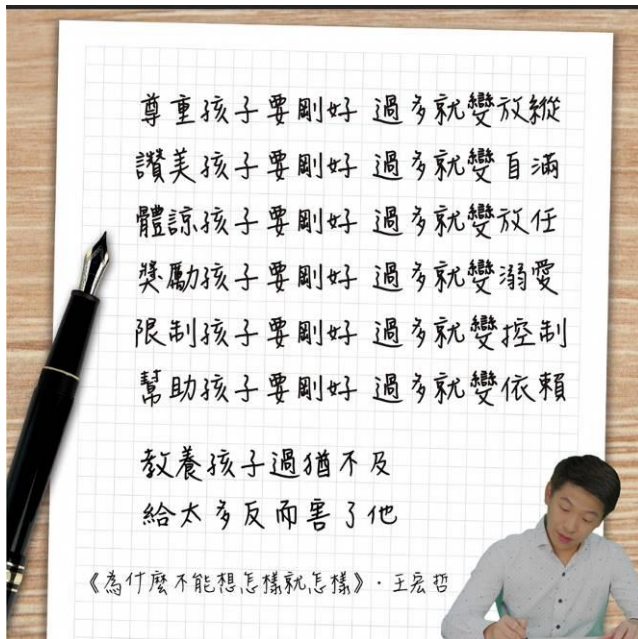 尊重孩子要剛好 過多就變放縱
讚美孩子要剛好 過多就變自滿
體諒孩子要剛好 過多就變放任
獎勵孩子要剛好 過多就變溺愛
限制孩子要剛好 過多就變控制
幫助孩子要剛好 過多就變依賴
教養孩子過猶不及
給太多反而害了他
《為什麼不能想怎樣就怎樣》·王宏哲